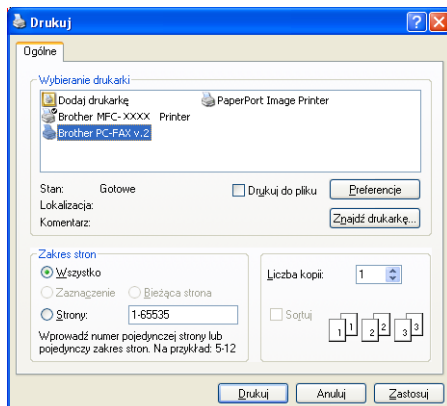 Drukuj
Ogólne
Wybieranie drukarki
Dodaj drukarkę
PaperPort Image Printer
Brother MFC-XXXX Printer
Brother PC-FAX v.2
Stan: Gotowe
Drukuj do pliku
Preferencje
Lokalizacja:
Komentarz:
Znajdź drukarkę...
Zakres stron
Wszystko
Zaznaczenie
Bieżąca strona
Strony: 1-65535
Wprowadź numer pojedynczej strony lub
pojedynczy zakres stron. Na przykład: 5-12
Liczba kopii: 1
Sortuj
1 1 2 2 3 3
Drukuj
Anuluj
Zastosuj